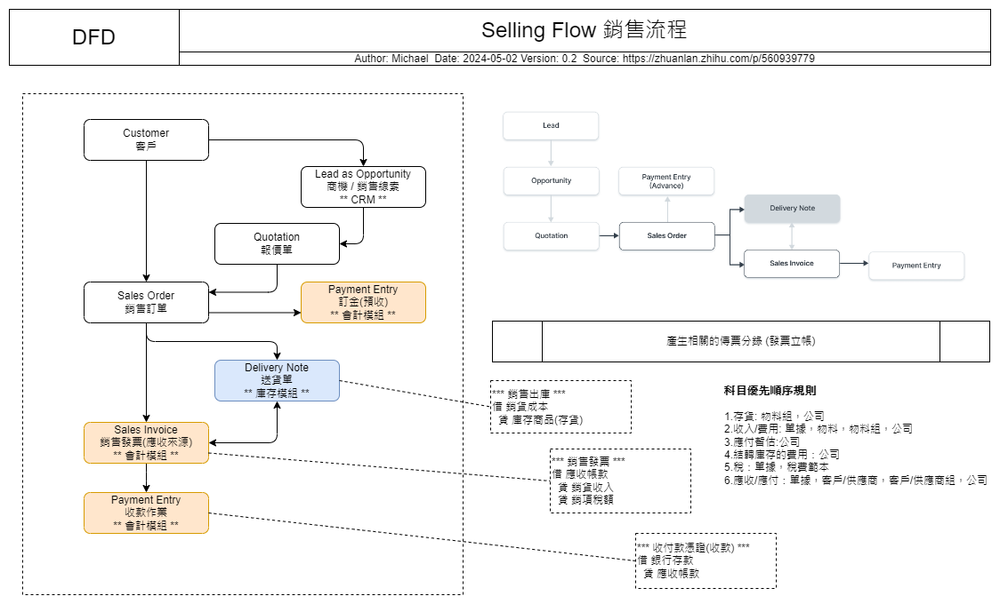 DFD
Selling Flow 銷售流程
Author: Michael Date: 2024-05-02 Version: 0.2 Source: https://zhuanlan.zhihu.com/p/560939779
Customer
客戶
Lead as Opportunity
商機 / 銷售線索
** CRM **
Quotation
報價單
Sales Order
銷售訂單
Payment Entry
訂金(預收)
** 會計模組 **
Delivery Note
送貨單
** 庫存模組 **
Sales Invoice
銷售發票(應收來源)
** 會計模組 **
Payment Entry
收款作業
** 會計模組 **
Lead
Opportunity
Payment Entry
(Advance)
Quotation
Sales Order
Delivery Note
Sales Invoice
Payment Entry
產生相關的傳票分錄 (發票立帳)
*** 銷售出庫 ***
借 銷貨成本
貸 庫存商品(存貨)
*** 銷售發票 ***
借 應收帳款
貸 銷貨收入
貸 銷項稅額
*** 收付款憑證(收款) ***
借 銀行存款
貸 應收帳款
科目優先順序規則
1.存貨: 物料組，公司
2.收入/費用: 單據，物料，物料組，公司
3.應付暫估:公司
4.結轉庫存的費用：公司
5.稅：單據，稅費範本
6.應收/應付：單據，客戶/供應商，客戶/供應商組，公司